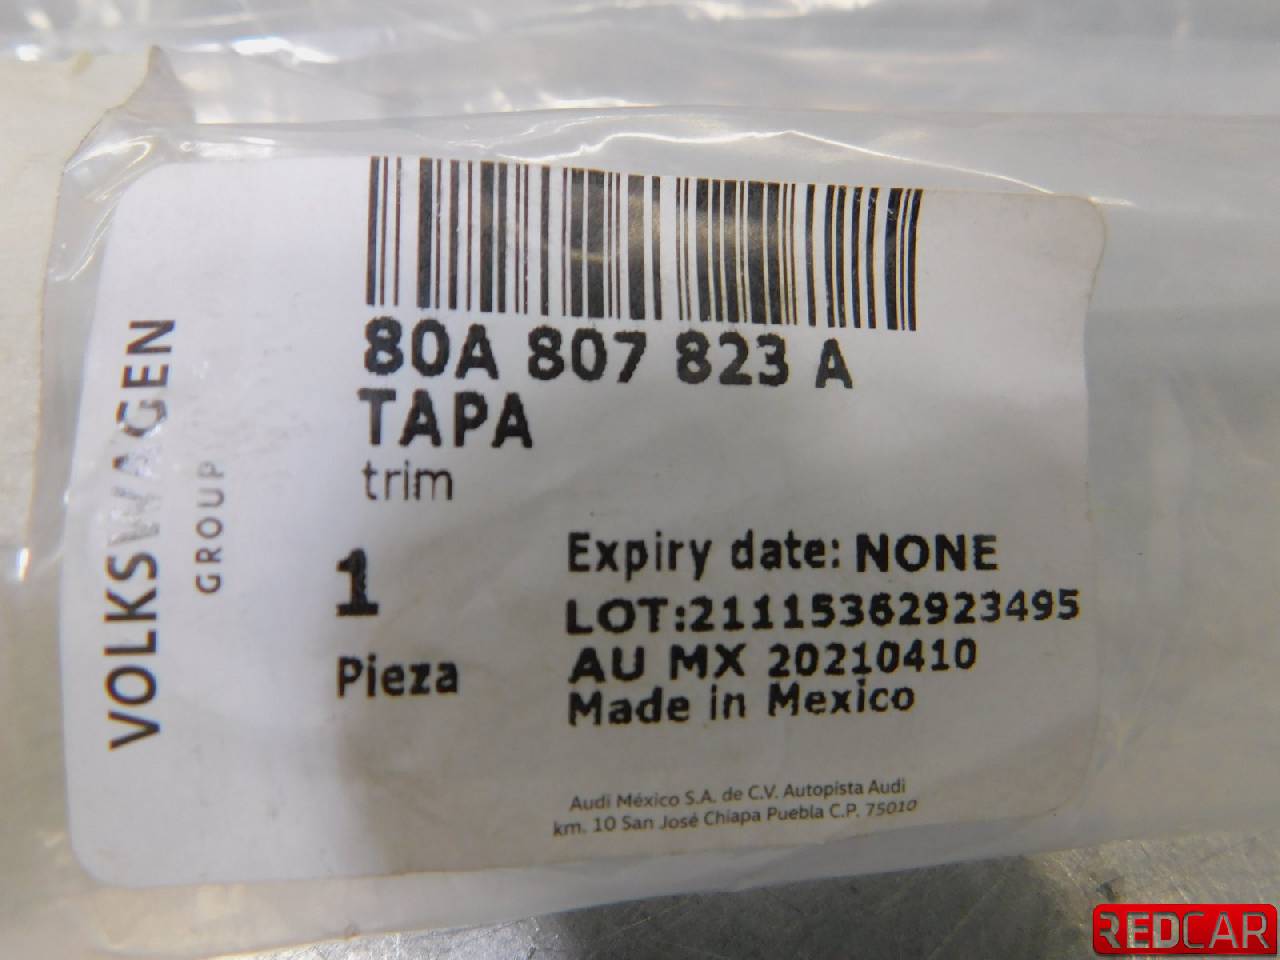 VOLKSWAGEN
GROUP
80A 807 823 A
TAPA
trim
1
Pieza
Expiry date: NONE
LOT:21115362923495
AU MX 20210410
Made in Mexico
Audi México S.A. de C.V. Autopista Audi
km. 10 San José Chiapa Puebla C.P. 75010
REDCAR